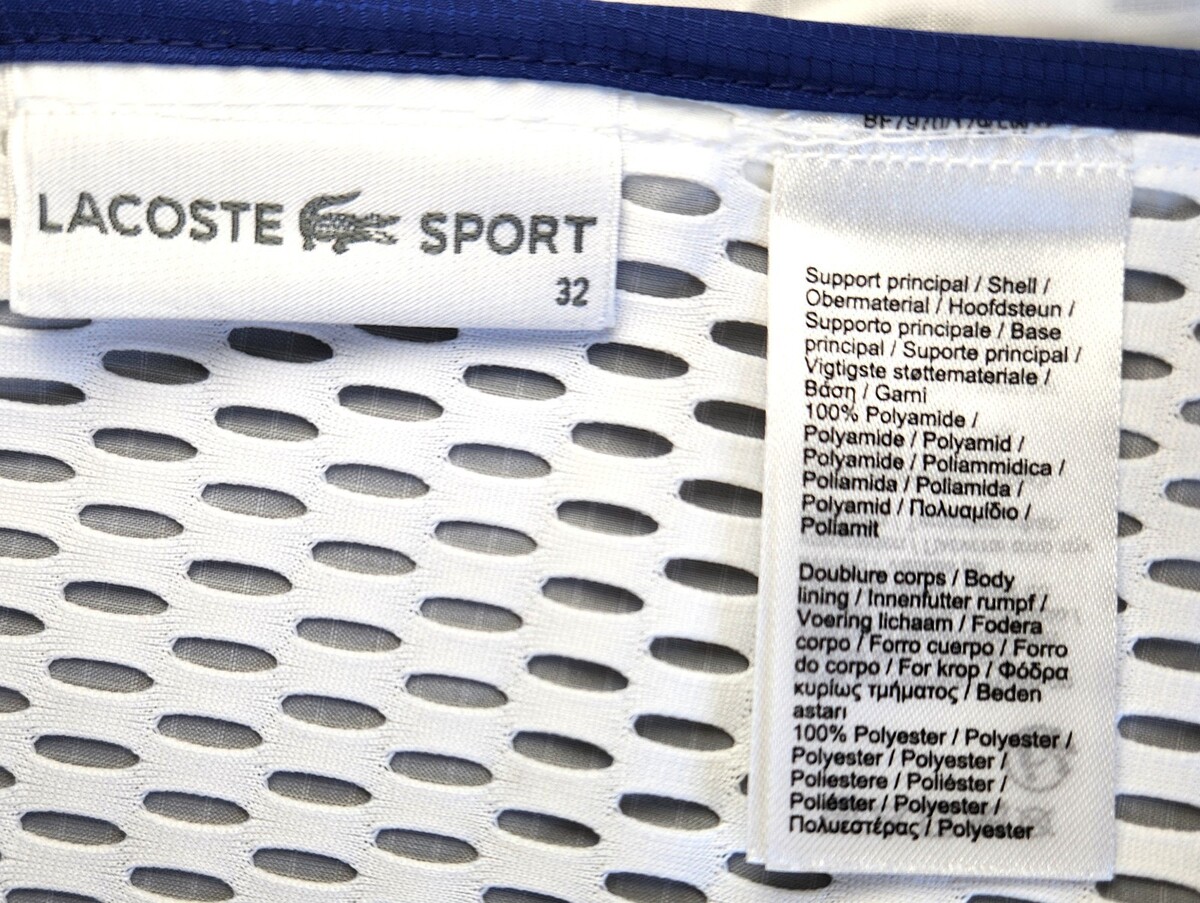 LACOSTE SPORT
32
Support principal / Shell /
Obermaterial / Hoofdsteun /
Supporto principale / Base
principal / Suporte principal /
Vigtigste støttemateriale /
Βάση / Garni
100% Polyamide /
Polyamide / Polyamid /
Polyamide / Poliammidica /
Poliamida / Poliamida /
Polyamid / Πολυαμίδιο /
Poliamit
Doublure corps / Body
lining / Innenfutter rumpf /
Voering lichaam / Fodera
corpo / Forro cuerpo / Forro
do corpo / For krop / Φόδρα
κυρίως τμήματος / Beden
astarı
100% Polyester / Polyester /
Polyester / Polyester /
Poliestere / Poliéster /
Poliéster / Polyester /
Πολυεστέρας / Polyester